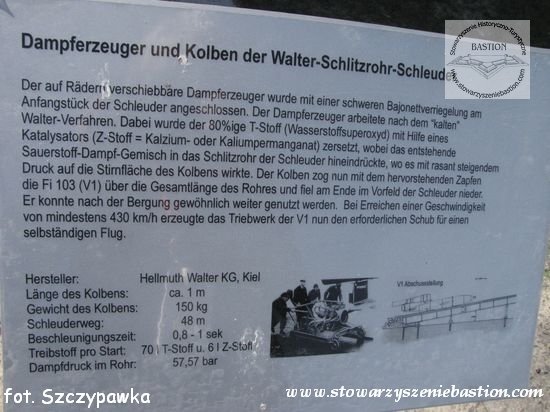 Dampferzeuger und Kolben der Walter-Schlitzrohr-Schleuder
Der auf Rädern verschiebbare Dampferzeuger wurde mit einer schweren Bajonettverriegelung am
Anfangstück der Schleuder angeschlossen. Der Dampferzeuger arbeitete nach dem "kalten"
Walter-Verfahren. Dabei wurde der 80%ige T-Stoff (Wasserstoffsuperoxyd) mit Hilfe eines
Katalysators (Z-Stoff = Kalzium- oder Kaliumpermanganat) zersetzt, wobei das entstehende
Sauerstoff-Dampf-Gemisch in das Schlitzrohr der Schleuder hineindrückte, wo es mit rasant steigendem
Druck auf die Stirnfläche des Kolbens wirkte. Der Kolben zog nun mit dem hervorstehenden Zapfen
die Fi 103 (V1) über die Gesamtlänge des Rohres und fiel am Ende im Vorfeld der Schleuder nieder.
Er konnte nach der Bergung gewöhnlich weiter genutzt werden. Bei Erreichen einer Geschwindigkeit
von mindestens 430 km/h erzeugte das Triebwerk der V1 nun den erforderlichen Schub für einen
selbständigen Flug.
Hersteller: Hellmuth Walter KG, Kiel
Länge des Kolbens: ca. 1 m
Gewicht des Kolbens: 150 kg
Schleuderweg: 48 m
Beschleunigungszeit: 0,8 - 1 sek
Treibstoff pro Start: 70 l T-Stoff u. 6 l Z-Stoff
Dampfdruck im Rohr: 57,57 bar
V1 Abschussstellung
Stowarzyszenie Historyczno-Turystyczne
BASTION
www.stowarzyszeniebastion.com
fot. Szczypawka
www.stowarzyszeniebastion.com